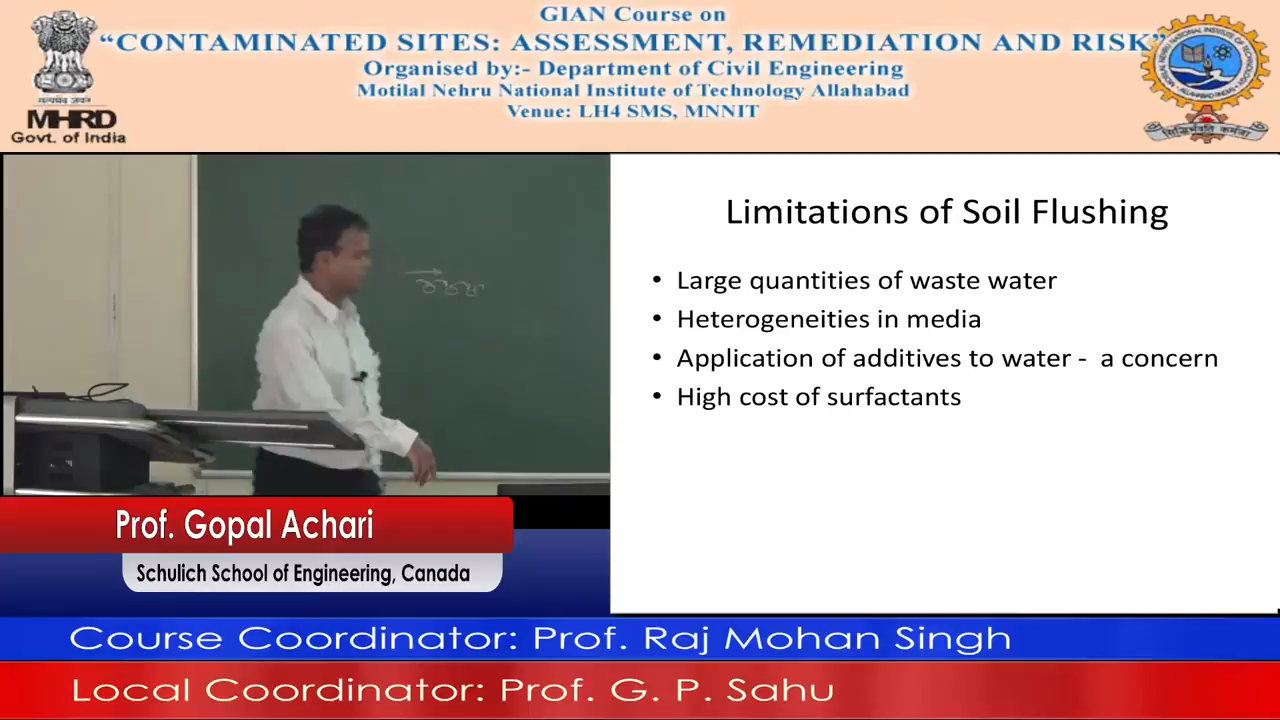 GIAN Course on
“CONTAMINATED SITES: ASSESSMENT, REMEDIATION AND RISK”
Organised by:- Department of Civil Engineering
Motilal Nehru National Institute of Technology Allahabad
Venue: LH4 SMS, MNNIT
सत्यमेव जयते
MHRD
Govt. of India
Limitations of Soil Flushing
• Large quantities of waste water
• Heterogeneities in media
• Application of additives to water - a concern
• High cost of surfactants
Prof. Gopal Achari
Schulich School of Engineering, Canada
Course Coordinator: Prof. Raj Mohan Singh
Local Coordinator: Prof. G. P. Sahu